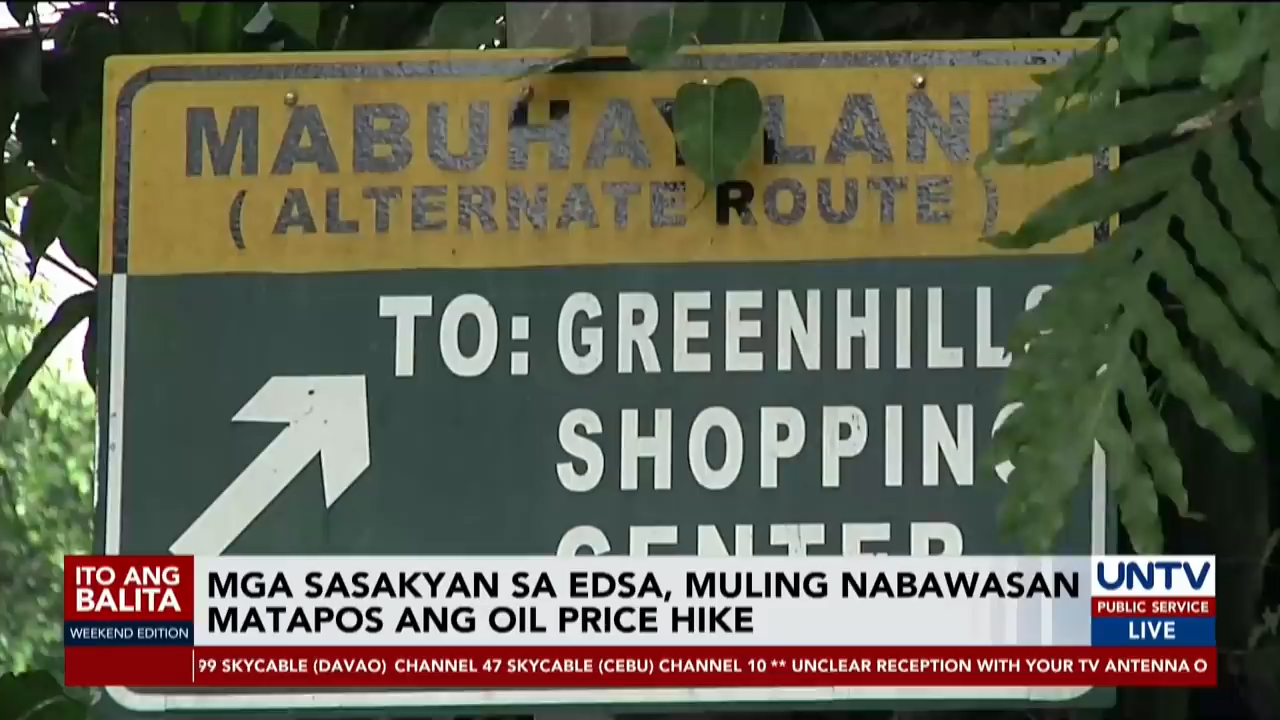 MABUHAY LANE
( ALTERNATE ROUTE )
TO: GREENHILLS
SHOPPING
CENTER
ITO ANG
BALITA
WEEKEND EDITION
MGA SASAKYAN SA EDSA, MULING NABAWASAN
MATAPOS ANG OIL PRICE HIKE
UNTV
PUBLIC SERVICE
LIVE
99 SKYCABLE (DAVAO) CHANNEL 47 SKYCABLE (CEBU) CHANNEL 10 ** UNCLEAR RECEPTION WITH YOUR TV ANTENNA O